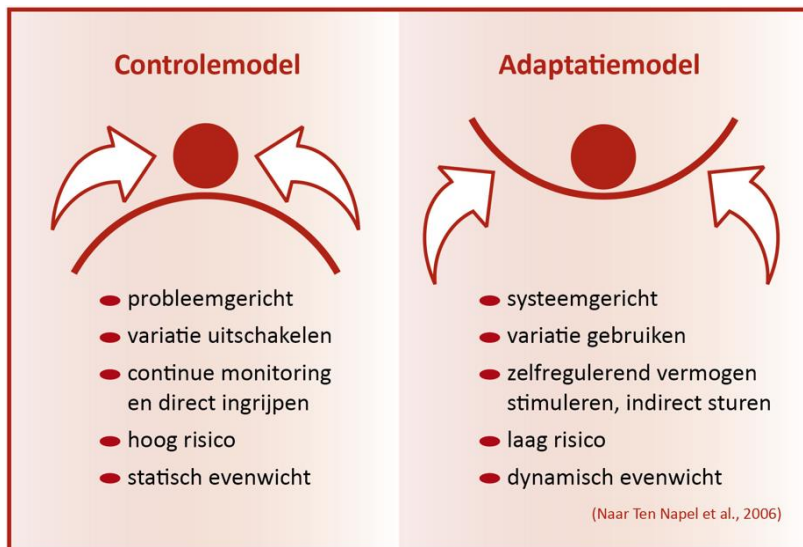 Controlemodel
probleemgericht
variatie uitschakelen
continue monitoring
en direct ingrijpen
hoog risico
statisch evenwicht
Adaptatiemodel
systeemgericht
variatie gebruiken
zelfregulerend vermogen
stimuleren, indirect sturen
laag risico
dynamisch evenwicht
(Naar Ten Napel et al., 2006)